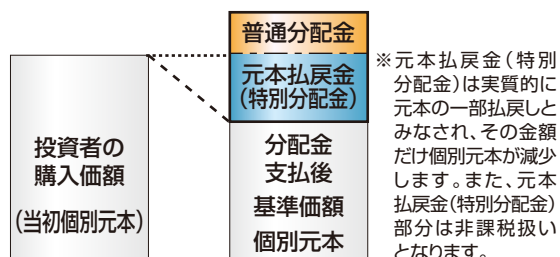 普通分配金
元本払戻金
(特別分配金)
投資者の
購入価額
(当初個別元本)
分配金
支払後
基準価額
個別元本
※元本払戻金(特別
分配金)は実質的に
元本の一部払戻しと
みなされ、その金額
だけ個別元本が減少
します。また、元本
払戻金(特別分配金)
部分は非課税扱い
となります。